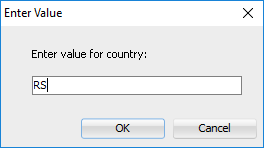 Enter Value
Enter value for country:
RS
OK
Cancel